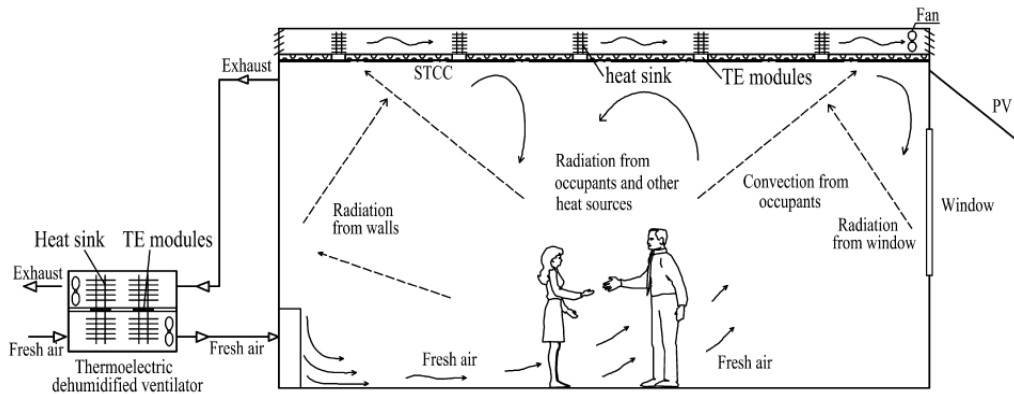 Fan
Exhaust
STCC
heat sink
TE modules
PV
Radiation from
occupants and other
heat sources
Convection from
occupants
Radiation
from walls
Radiation
from window
Window
Heat sink
TE modules
Exhaust
Fresh air
Fresh air
Thermoelectric
dehumidified ventilator
Fresh air
Fresh air